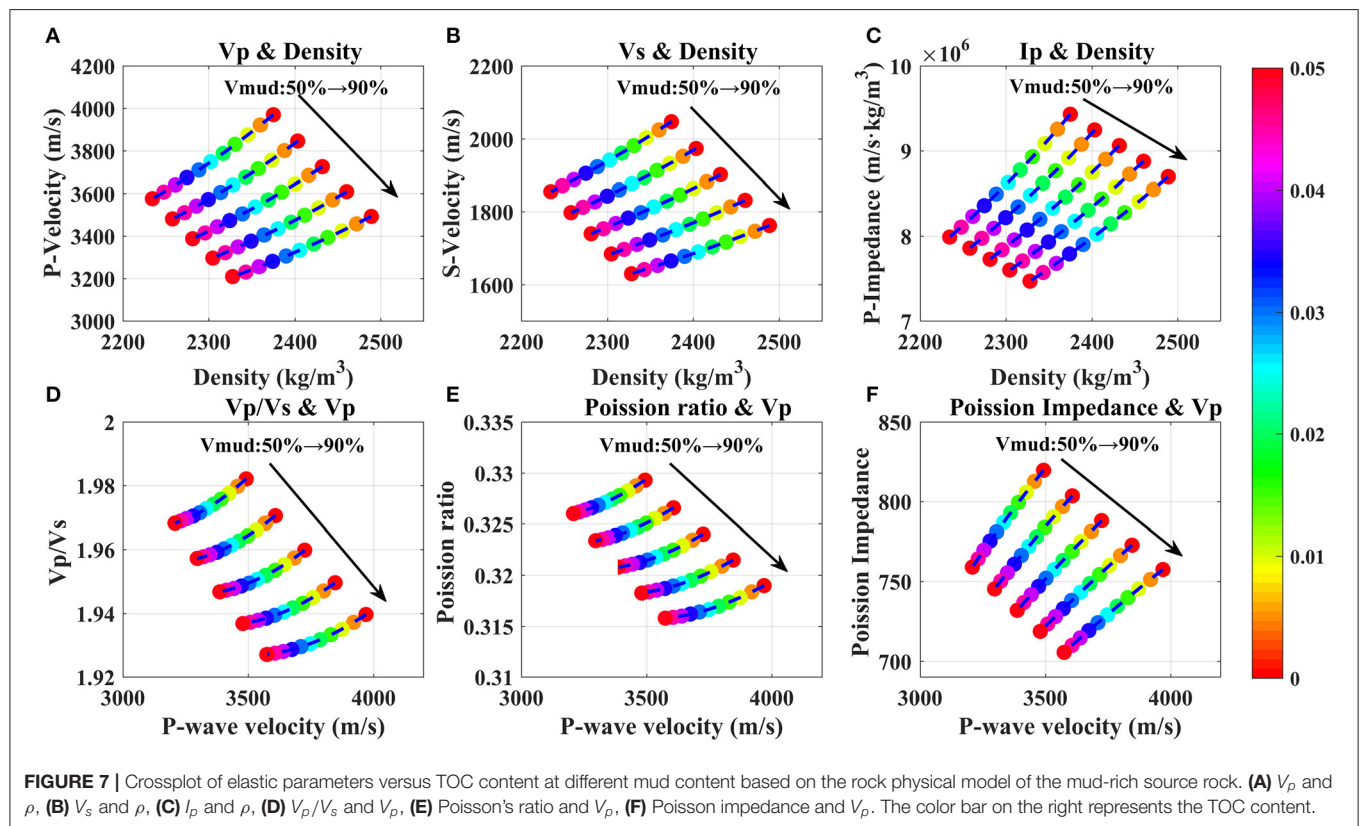 A
Vp & Density
Vmud:50%→90%
4200
4000
3800
3600
3400
3200
3000
P-Velocity (m/s)
2200
2300
2400
2500
Density (kg/m³)
B
Vs & Density
Vmud:50%→90%
2200
2000
1800
1600
S-Velocity (m/s)
2200
2300
2400
2500
Density (kg/m³)
C
Ip & Density
×10⁶
Vmud:50%→90%
10
9
8
7
P-Impedance (m/s·kg/m³)
2200
2300
2400
2500
Density (kg/m³)
0.05
0.04
0.03
0.02
0.01
0
D
Vp/Vs & Vp
Vmud:50%→90%
2
1.98
1.96
1.94
1.92
Vp/Vs
3000
3500
4000
P-wave velocity (m/s)
E
Poission ratio & Vp
Vmud:50%→90%
0.335
0.33
0.325
0.32
0.315
0.31
Poission ratio
3000
3500
4000
P-wave velocity (m/s)
F
Poission Impedance & Vp
Vmud:50%→90%
850
800
750
700
Poission Impedance
3000
3500
4000
P-wave velocity (m/s)
FIGURE 7 | Crossplot of elastic parameters versus TOC content at different mud content based on the rock physical model of the mud-rich source rock. (A) Vp and
ρ, (B) Vs and ρ, (C) Ip and ρ, (D) Vp/Vs and Vp, (E) Poisson's ratio and Vp, (F) Poisson impedance and Vp. The color bar on the right represents the TOC content.